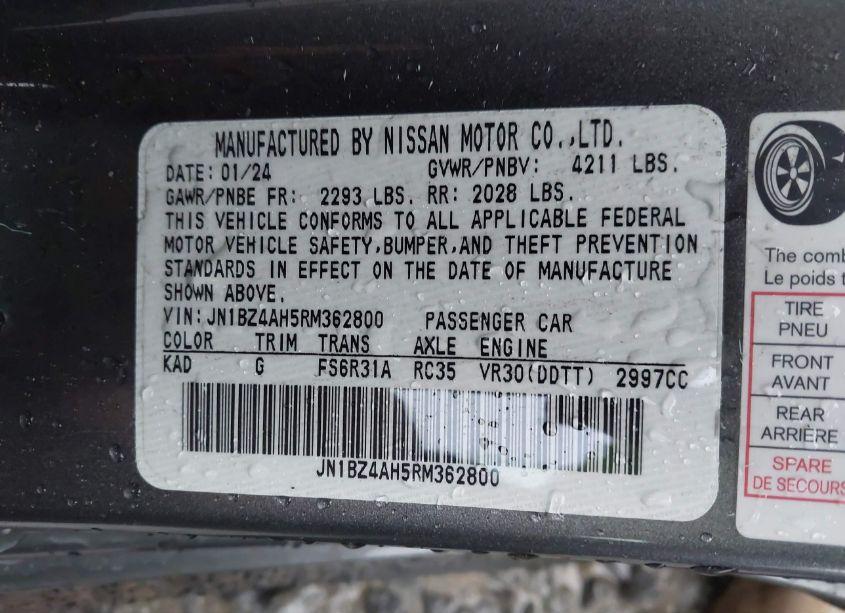 MANUFACTURED BY NISSAN MOTOR CO.,LTD.
DATE: 01/24 GVWR/PNBV: 4211 LBS.
GAWR/PNBE FR: 2293 LBS. RR: 2028 LBS.
THIS VEHICLE CONFORMS TO ALL APPLICABLE FEDERAL
MOTOR VEHICLE SAFETY,BUMPER,AND THEFT PREVENTION
STANDARDS IN EFFECT ON THE DATE OF MANUFACTURE
SHOWN ABOVE.
VIN:JN1BZ4AH5RM362800 PASSENGER CAR
COLOR TRIM TRANS AXLE ENGINE
KAD G FS6R31A RC35 VR30(DDTT) 2997CC
JN1BZ4AH5RM362800
The comb
Le poids t
TIRE
PNEU
FRONT
AVANT
REAR
ARRIÈRE
SPARE
DE SECOURS